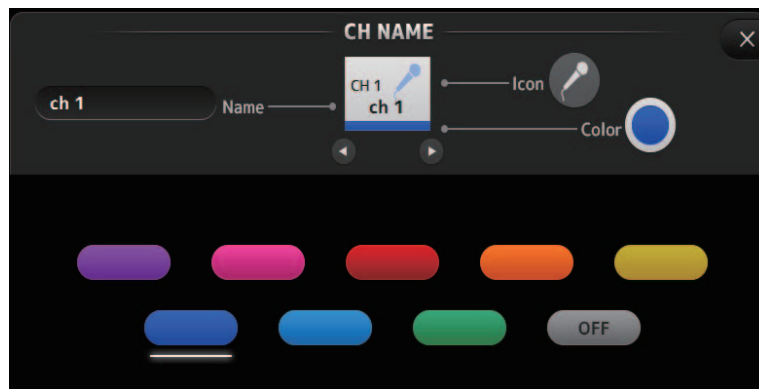 CH NAME
ch 1
Name
CH 1
ch 1
Icon
Color
OFF